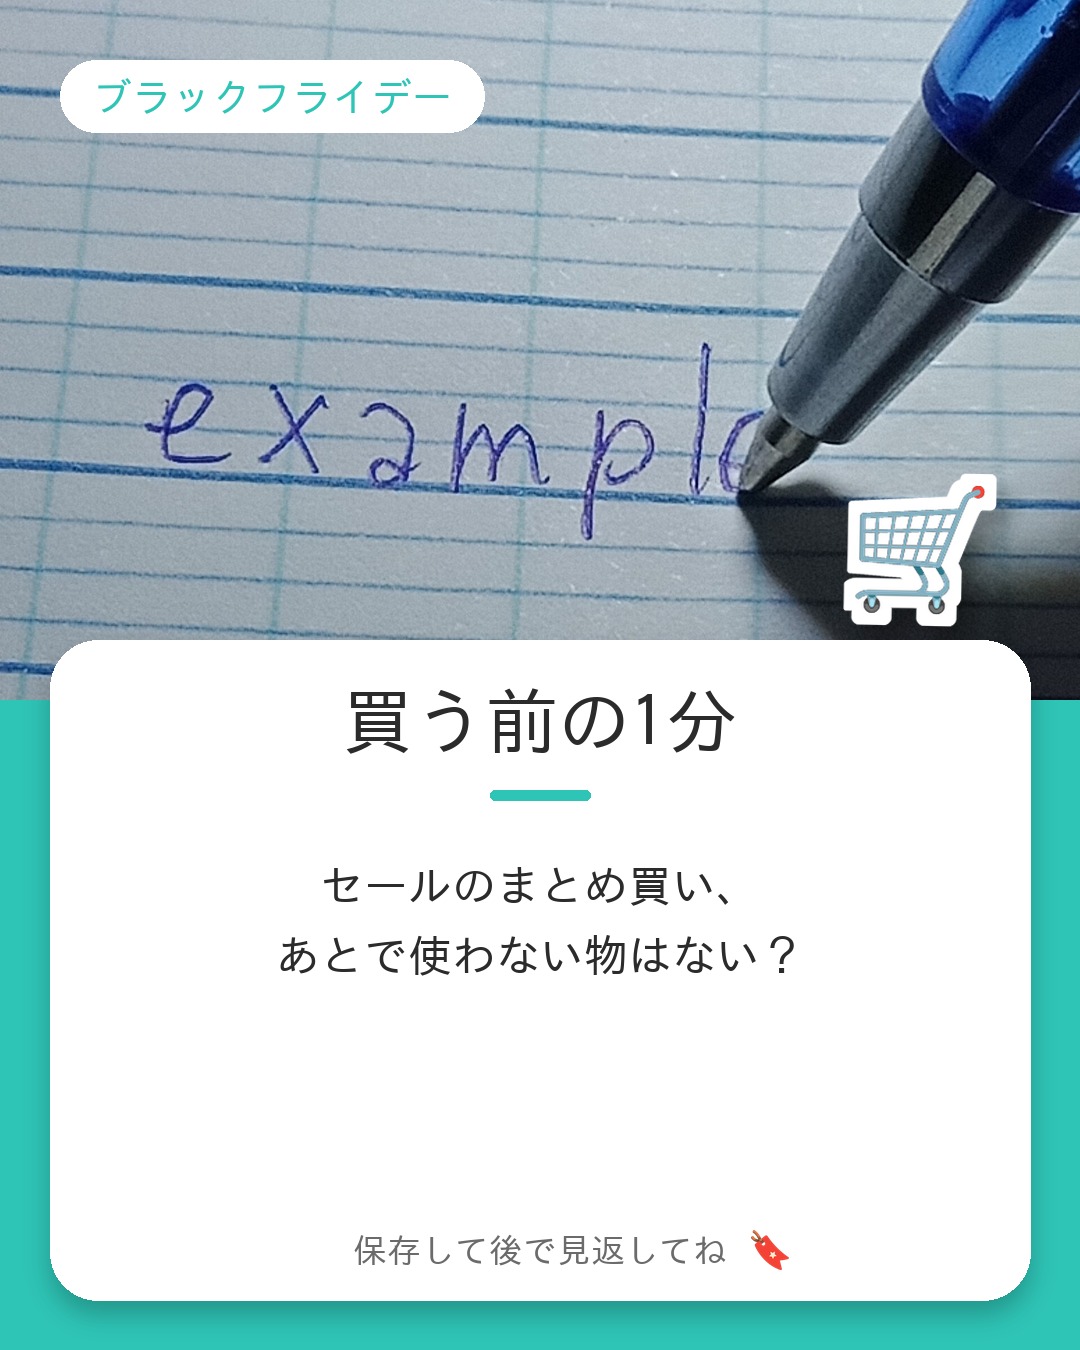 ブラックフライデー
example
買う前の1分
セールのまとめ買い、
あとで使わない物はない？
保存して後で見返してね